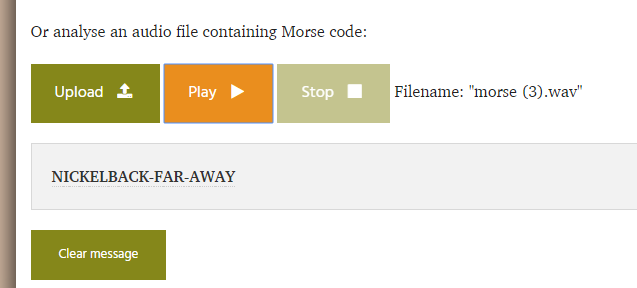 Or analyse an audio file containing Morse code:
Upload Play Stop Filename: "morse (3).wav"
NICKELBACK-FAR-AWAY
Clear message